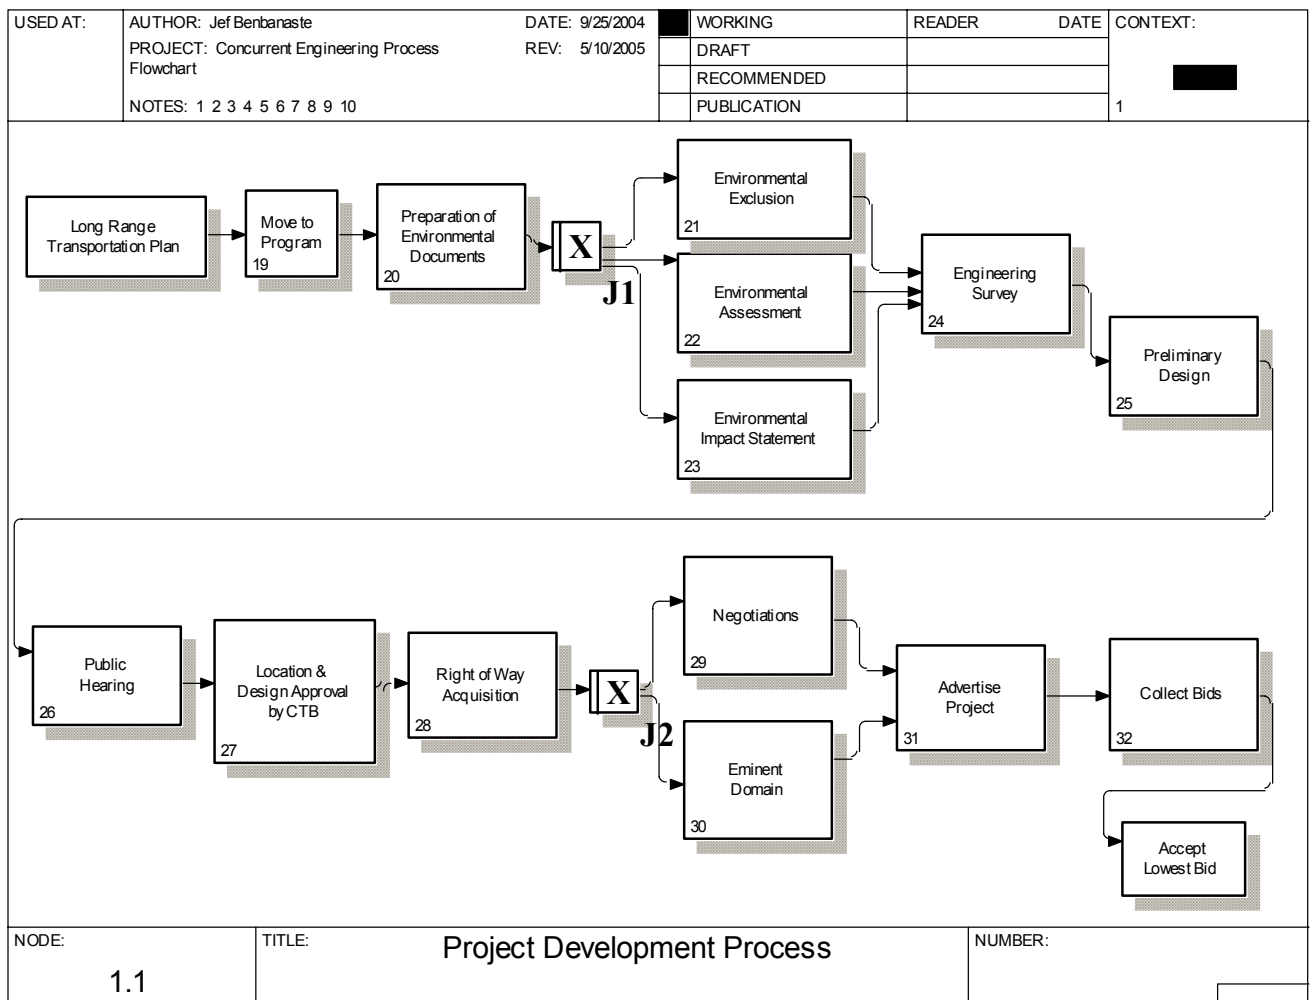 USED AT:
AUTHOR: Jef Benbanaste
DATE: 9/25/2004
PROJECT: Concurrent Engineering Process
Flowchart
REV: 5/10/2005
NOTES: 1 2 3 4 5 6 7 8 9 10
WORKING
DRAFT
RECOMMENDED
PUBLICATION
READER DATE
CONTEXT:
1
Long Range
Transportation Plan
Move to
Program
19
Preparation of
Environmental
Documents
20
X
J1
Environmental
Exclusion
21
Environmental
Assessment
22
Environmental
Impact Statement
23
Engineering
Survey
24
Preliminary
Design
25
Public
Hearing
26
Location &
Design Approval
by CTB
27
Right of Way
Acquisition
28
X
J2
Negotiations
29
Eminent
Domain
30
Advertise
Project
31
Collect Bids
32
Accept
Lowest Bid
NODE:
1.1
TITLE:
Project Development Process
NUMBER: